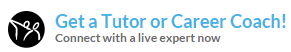 Get a Tutor or Career Coach!
Connect with a live expert now